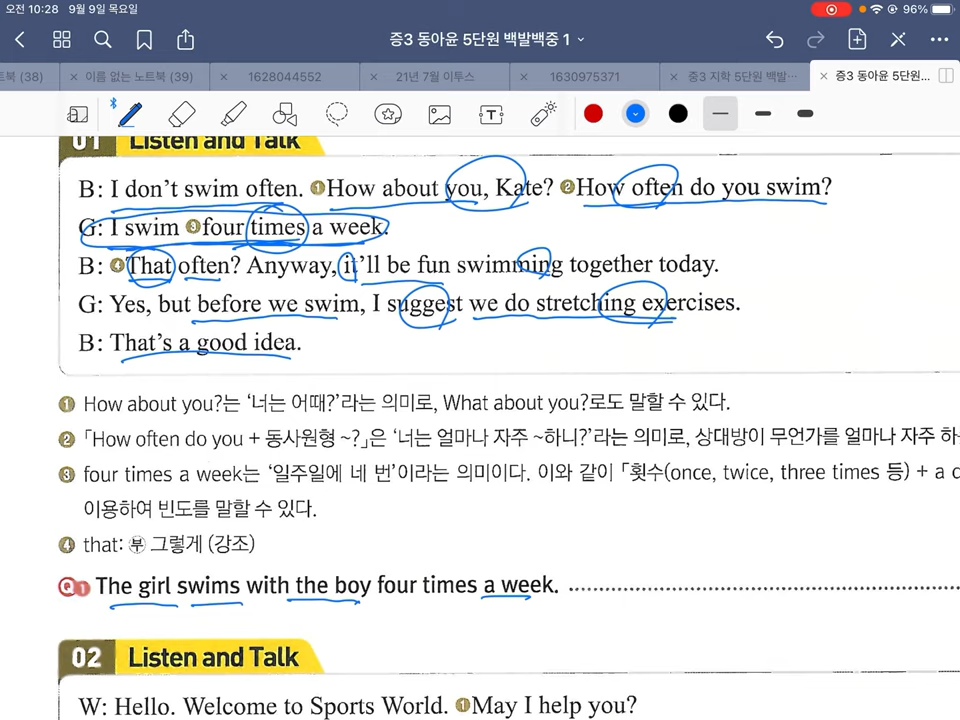 오전 10:28 9월 9일 목요일
96%
증3 동아윤 5단원 백발백중 1
트북 (38) 이름 없는 노트북 (39) 1628044552 21년 7월 이투스 1630975371 중3 지학 5단원 백발… 증3 동아윤 5단원…
01 Listen and Talk
B: I don't swim often. ❶How about you, Kate? ❷How often do you swim?
G: I swim ❸four times a week.
B: ❹That often? Anyway, it'll be fun swimming together today.
G: Yes, but before we swim, I suggest we do stretching exercises.
B: That's a good idea.
❶ How about you?는 ‘너는 어때?’라는 의미로, What about you?로도 말할 수 있다.
❷ 「How often do you + 동사원형 ~?」은 ‘너는 얼마나 자주 ~하니?’라는 의미로, 상대방이 무언가를 얼마나 자주
❸ four times a week는 ‘일주일에 네 번’이라는 의미이다. 이와 같이 「횟수(once, twice, three times 등) + a
이용하여 빈도를 말할 수 있다.
❹ that: ㊝ 그렇게 (강조)
Q1 The girl swims with the boy four times a week.
02 Listen and Talk
W: Hello. Welcome to Sports World. ❶May I help you?